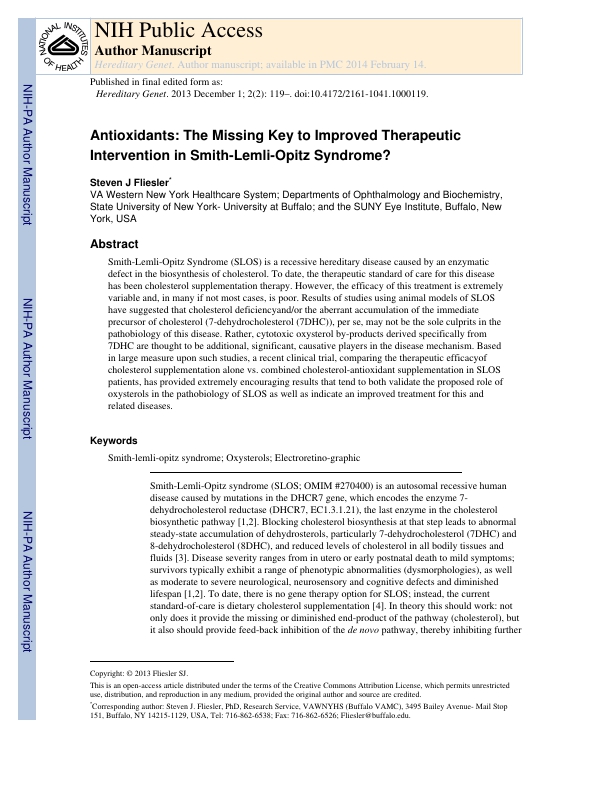 NATIONAL INSTITUTES OF HEALTH
NIH Public Access
Author Manuscript
Hereditary Genet. Author manuscript; available in PMC 2014 February 14.
Published in final edited form as:
Hereditary Genet. 2013 December 1; 2(2): 119–. doi:10.4172/2161-1041.1000119.
Antioxidants: The Missing Key to Improved Therapeutic
Intervention in Smith-Lemli-Opitz Syndrome?
Steven J Fliesler*
VA Western New York Healthcare System; Departments of Ophthalmology and Biochemistry,
State University of New York- University at Buffalo; and the SUNY Eye Institute, Buffalo, New
York, USA
Abstract
Smith-Lemli-Opitz Syndrome (SLOS) is a recessive hereditary disease caused by an enzymatic
defect in the biosynthesis of cholesterol. To date, the therapeutic standard of care for this disease
has been cholesterol supplementation therapy. However, the efficacy of this treatment is extremely
variable and, in many if not most cases, is poor. Results of studies using animal models of SLOS
have suggested that cholesterol deficiencyand/or the aberrant accumulation of the immediate
precursor of cholesterol (7-dehydrocholesterol (7DHC)), per se, may not be the sole culprits in the
pathobiology of this disease. Rather, cytotoxic oxysterol by-products derived specifically from
7DHC are thought to be additional, significant, causative players in the disease mechanism. Based
in large measure upon such studies, a recent clinical trial, comparing the therapeutic efficacyof
cholesterol supplementation alone vs. combined cholesterol-antioxidant supplementation in SLOS
patients, has provided extremely encouraging results that tend to both validate the proposed role of
oxysterols in the pathobiology of SLOS as well as indicate an improved treatment for this and
related diseases.
Keywords
Smith-lemli-opitz syndrome; Oxysterols; Electroretino-graphic
Smith-Lemli-Opitz syndrome (SLOS; OMIM #270400) is an autosomal recessive human
disease caused by mutations in the DHCR7 gene, which encodes the enzyme 7-
dehydrocholesterol reductase (DHCR7, EC1.3.1.21), the last enzyme in the cholesterol
biosynthetic pathway [1,2]. Blocking cholesterol biosynthesis at that step leads to abnormal
steady-state accumulation of dehydrosterols, particularly 7-dehydrocholesterol (7DHC) and
8-dehydrocholesterol (8DHC), and reduced levels of cholesterol in all bodily tissues and
fluids [3]. Disease severity ranges from in utero or early postnatal death to mild symptoms;
survivors typically exhibit a range of phenotypic abnormalities (dysmorphologies), as well
as moderate to severe neurological, neurosensory and cognitive defects and diminished
lifespan [1,2]. To date, there is no gene therapy option for SLOS; instead, the current
standard-of-care is dietary cholesterol supplementation [4]. In theory this should work: not
only does it provide the missing or diminished end-product of the pathway (cholesterol), but
it also should provide feed-back inhibition of the de novo pathway, thereby inhibiting further
Copyright: © 2013 Fliesler SJ.
This is an open-access article distributed under the terms of the Creative Commons Attribution License, which permits unrestricted
use, distribution, and reproduction in any medium, provided the original author and source are credited.
*Corresponding author: Steven J. Fliesler, PhD, Research Service, VAWNYHS (Buffalo VAMC), 3495 Bailey Avenue- Mail Stop
151, Buffalo, NY 14215-1129, USA, Tel: 716-862-6538; Fax: 716-862-6526; Fliesler@buffalo.edu.
NIH-PA Author Manuscript
NIH-PA Author Manuscript
NIH-PA Author Manuscript